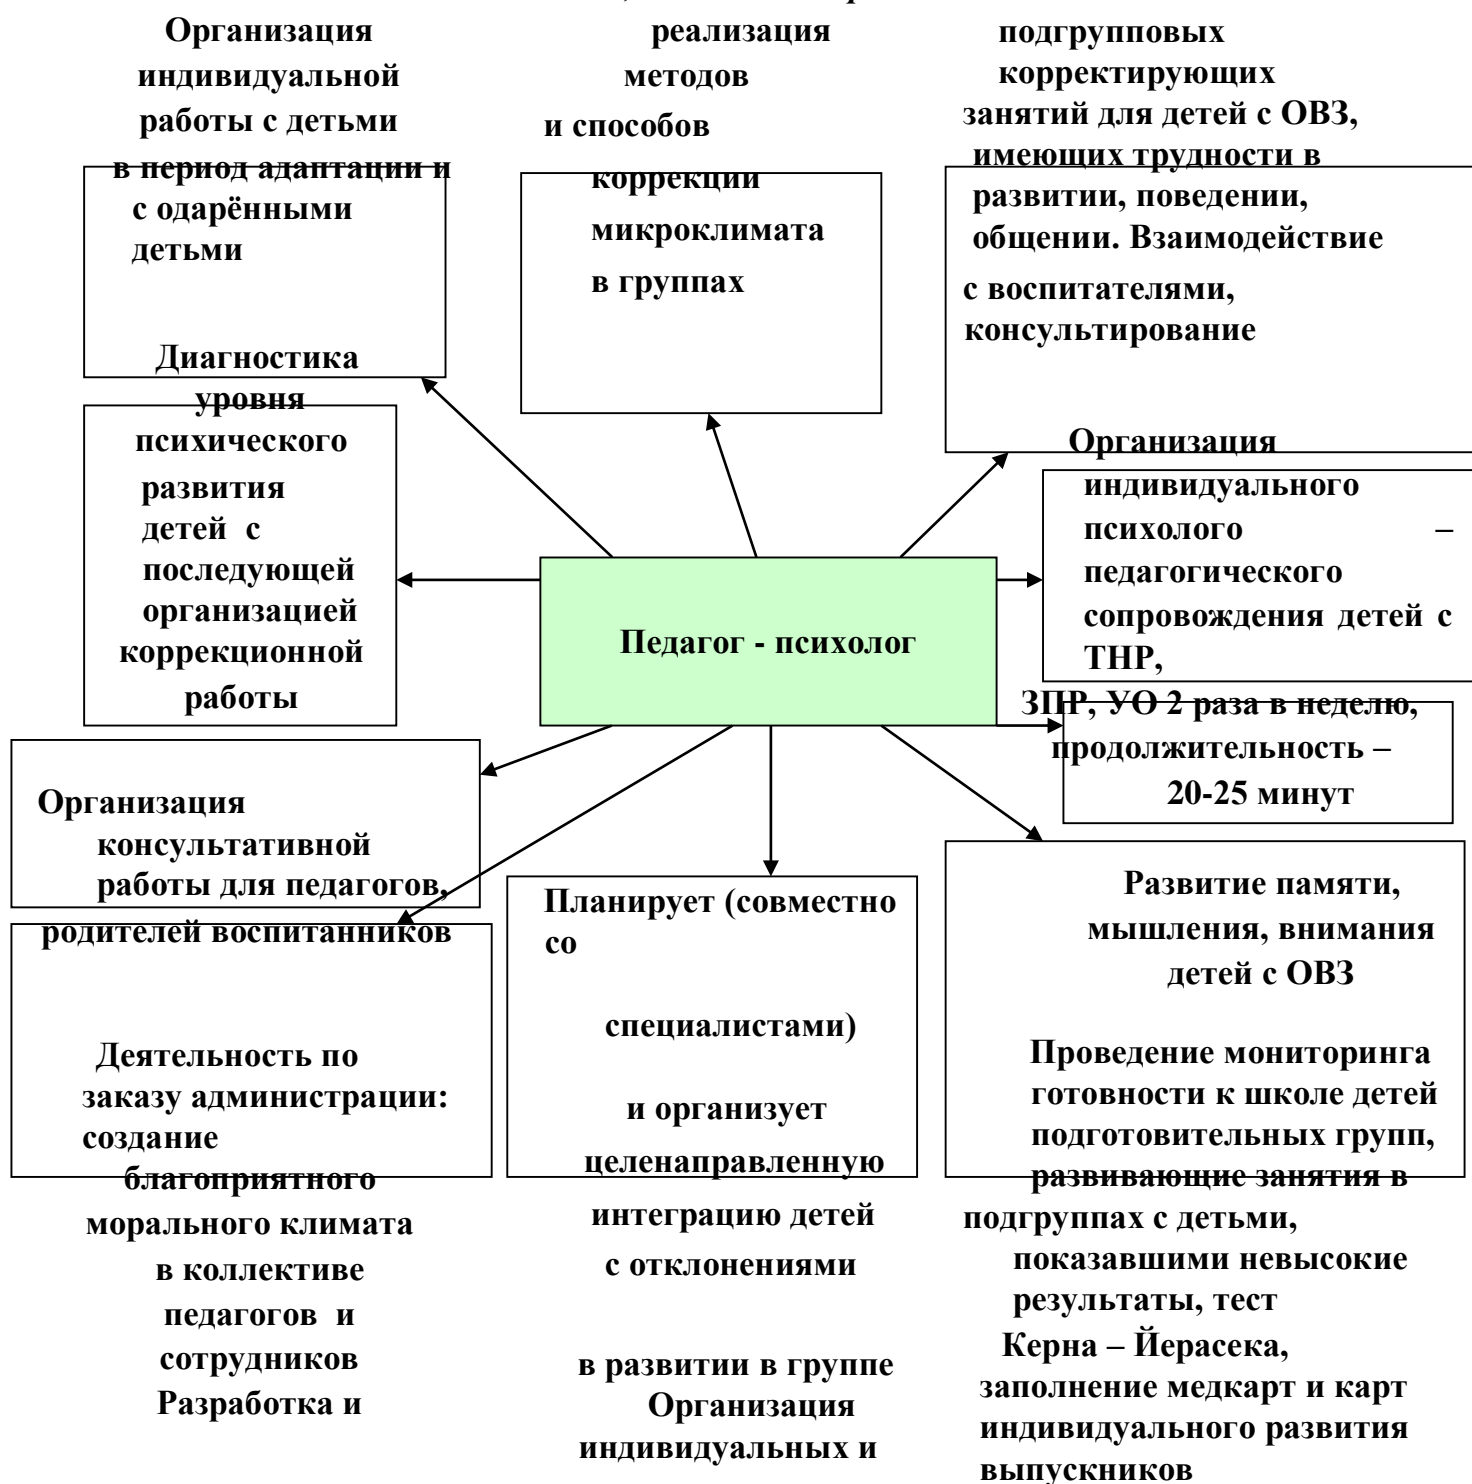 Организация
индивидуальной
работы с детьми
в период адаптации и
с одарёнными
детьми
реализация
методов
и способов
коррекции
микроклимата
в группах
подгрупповых
корректирующих
занятий для детей с ОВЗ,
имеющих трудности в
развитии, поведении,
общении. Взаимодействие
с воспитателями,
консультирование
Диагностика
уровня
психического
развития
детей с
последующей
организацией
коррекционной
работы
Педагог - психолог
Организация
индивидуального
психолого –
педагогического
сопровождения детей с
ТНР,
ЗПР, УО 2 раза в неделю,
продолжительность –
20-25 минут
Организация
консультативной
работы для педагогов,
родителей воспитанников
Деятельность по
заказу администрации:
создание
благоприятного
морального климата
в коллективе
педагогов и
сотрудников
Разработка и
Планирует (совместно
со
специалистами)
и организует
целенаправленную
интеграцию детей
с отклонениями
в развитии в группе
Организация
индивидуальных и
Развитие памяти,
мышления, внимания
детей с ОВЗ
Проведение мониторинга
готовности к школе детей
подготовительных групп,
развивающие занятия в
подгруппах с детьми,
показавшими невысокие
результаты, тест
Керна – Йерасека,
заполнение медкарт и карт
индивидуального развития
выпускников